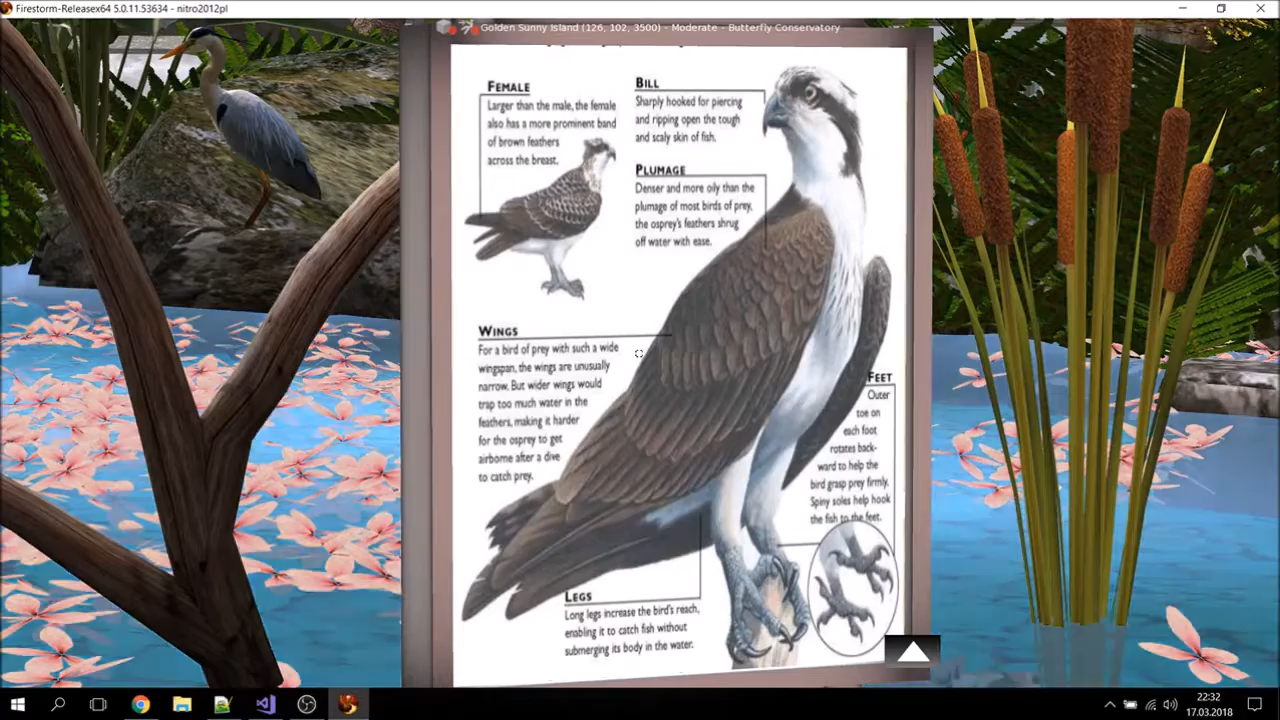 Firestorm-Releasex64 5.0.11.53634 - nitro2012pl
Golden Sunny Island (126, 102, 3500) - Moderate - Butterfly Conservatory
FEMALE
Larger than the male, the female
also has a more prominent band
of brown feathers
across the breast.
BILL
Sharply hooked for piercing
and ripping open the tough
and scaly skin of fish.
PLUMAGE
Denser and more oily than the
plumage of most birds of prey,
the osprey's feathers shrug
off water with ease.
WINGS
For a bird of prey with such a wide
wingspan, the wings are unusually
narrow. But wider wings would
trap too much water in the
feathers, making it harder
for the osprey to get
airborne after a dive
to catch prey.
FEET
Outer
toe on
each foot
rotates back-
ward to help the
bird grasp prey firmly.
Spiny soles help hook
the fish to the feet.
LEGS
Long legs increase the bird's reach,
enabling it to catch fish without
submerging its body in the water.
22:32
17.03.2018